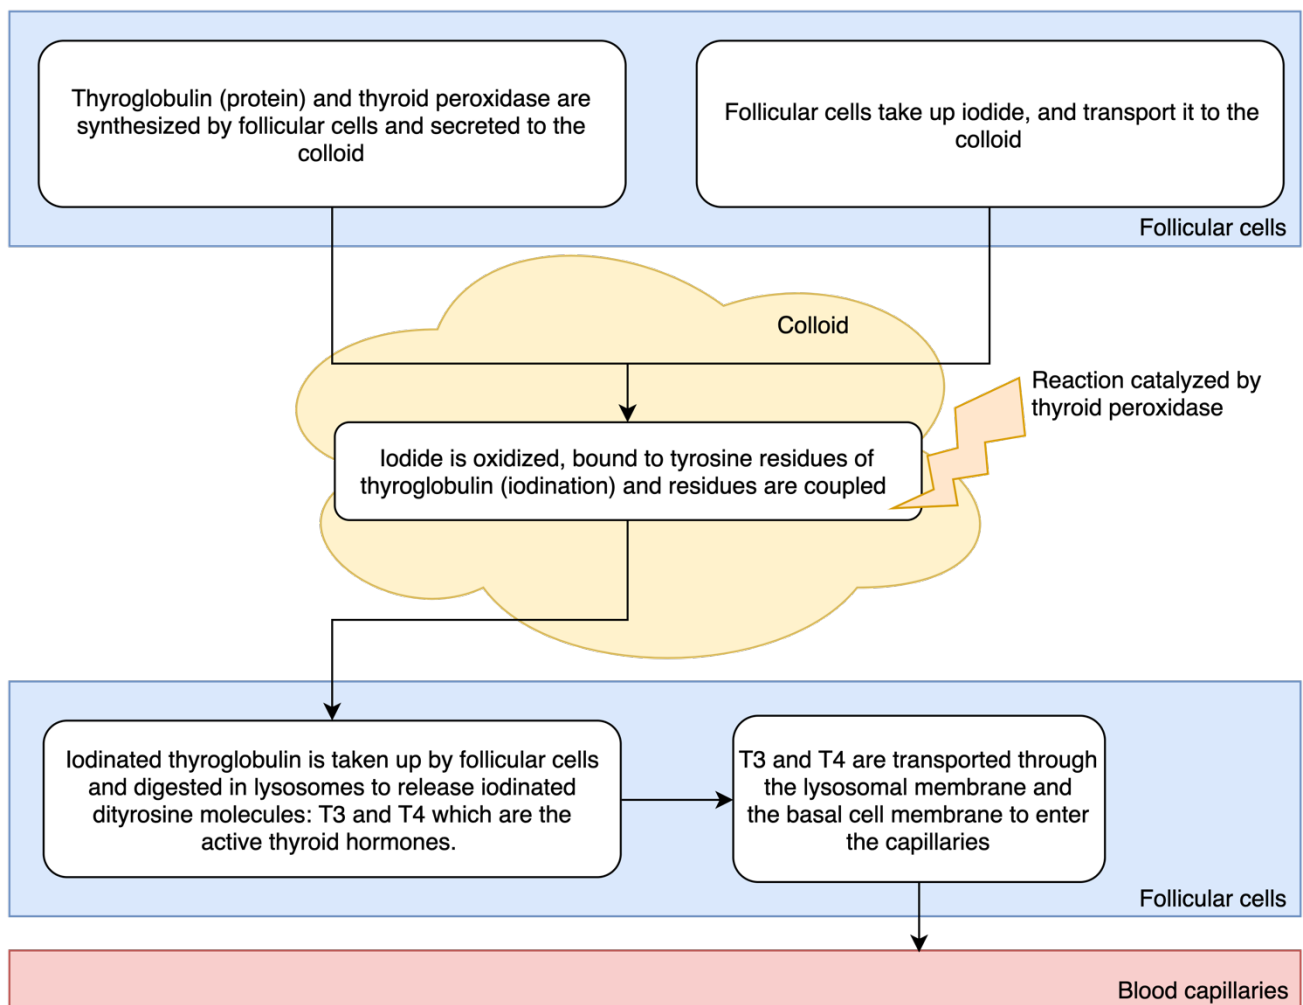 Thyroglobulin (protein) and thyroid peroxidase are
synthesized by follicular cells and secreted to the
colloid
Follicular cells take up iodide, and transport it to the
colloid
Follicular cells
Colloid
Reaction catalyzed by
thyroid peroxidase
Iodide is oxidized, bound to tyrosine residues of
thyroglobulin (iodination) and residues are coupled
Iodinated thyroglobulin is taken up by follicular cells
and digested in lysosomes to release iodinated
dityrosine molecules: T3 and T4 which are the
active thyroid hormones.
T3 and T4 are transported through
the lysosomal membrane and
the basal cell membrane to enter
the capillaries
Follicular cells
Blood capillaries